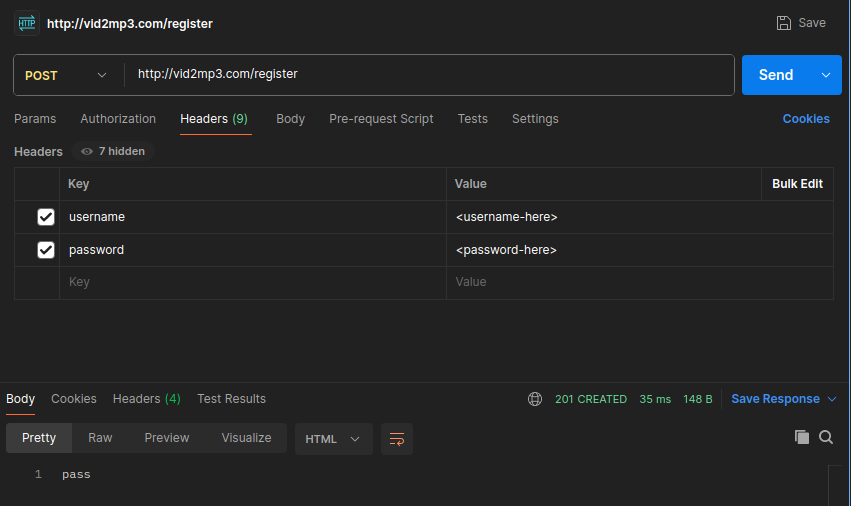 HTTP http://vid2mp3.com/register Save
POST http://vid2mp3.com/register Send
Params Authorization Headers (9) Body Pre-request Script Tests Settings Cookies
Headers 7 hidden
Key Value Bulk Edit
username <username-here>
password <password-here>
Key Value
Body Cookies Headers (4) Test Results 201 CREATED 35 ms 148 B Save Response
Pretty Raw Preview Visualize HTML
1 pass